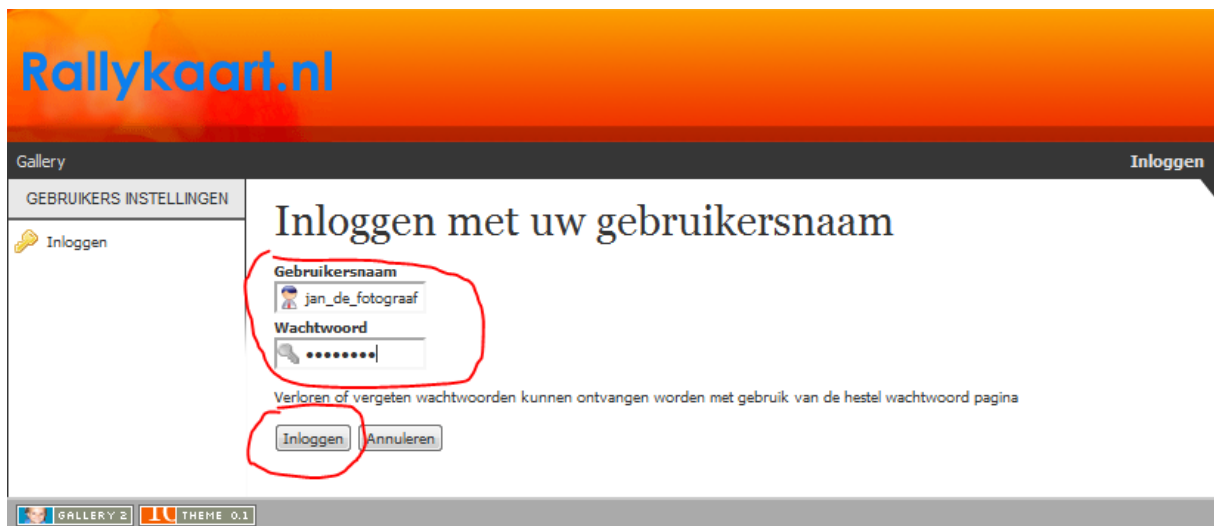 Rallykaart.nl
Gallery
Inloggen
GEBRUIKERS INSTELLINGEN
Inloggen
Inloggen met uw gebruikersnaam
Gebruikersnaam
jan_de_fotograaf
Wachtwoord
••••••••
Verloren of vergeten wachtwoorden kunnen ontvangen worden met gebruik van de hestel wachtwoord pagina
Inloggen Annuleren
GALLERY 2 THEME 0.1